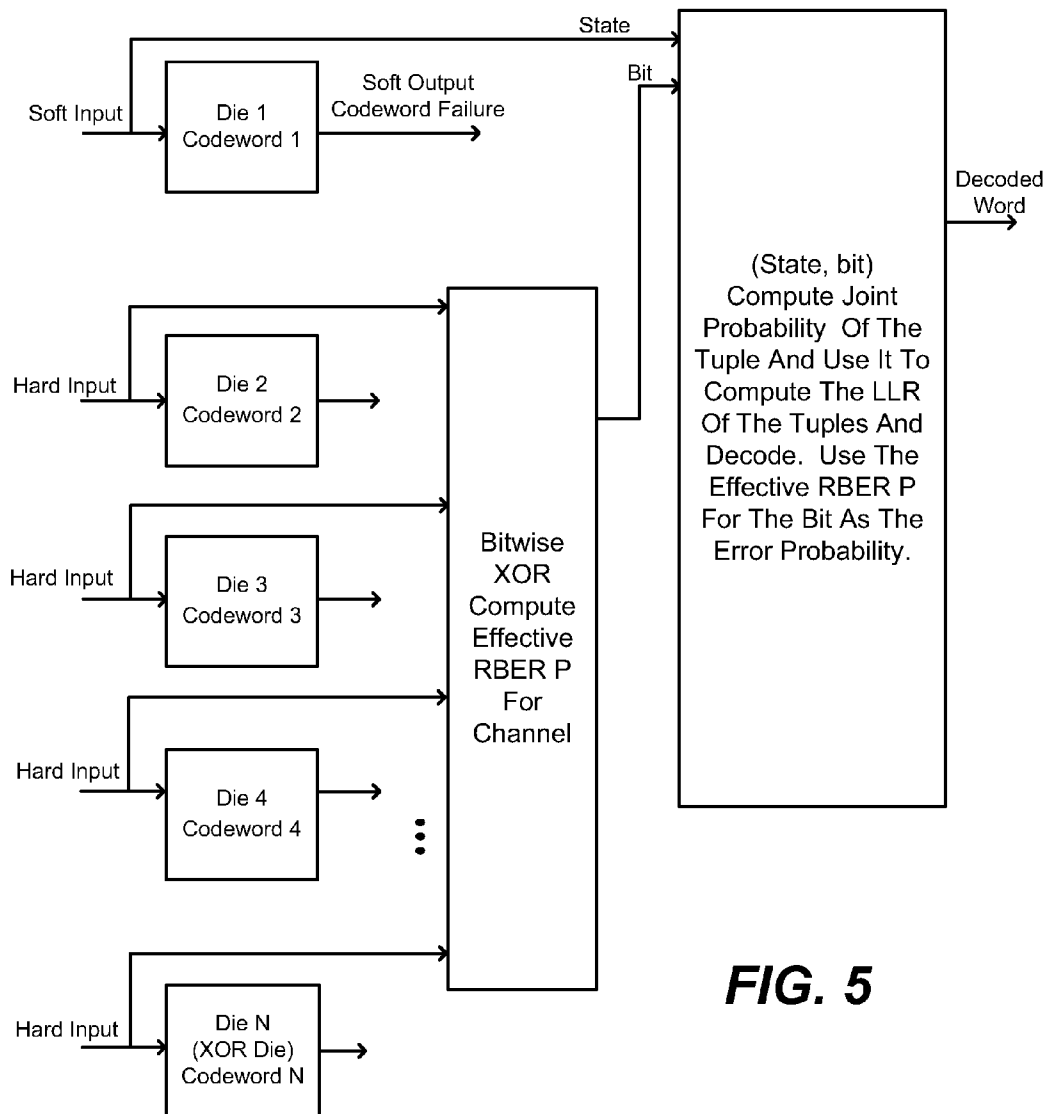 State
Bit
Soft Input
Die 1
Codeword 1
Soft Output
Codeword Failure
Decoded
Word
(State, bit)
Compute Joint
Probability Of The
Tuple And Use It To
Compute The LLR
Of The Tuples And
Decode. Use The
Effective RBER P
For The Bit As The
Error Probability.
Hard Input
Die 2
Codeword 2
Hard Input
Die 3
Codeword 3
Bitwise
XOR
Compute
Effective
RBER P
For
Channel
Hard Input
Die 4
Codeword 4
Hard Input
Die N
(XOR Die)
Codeword N
FIG. 5